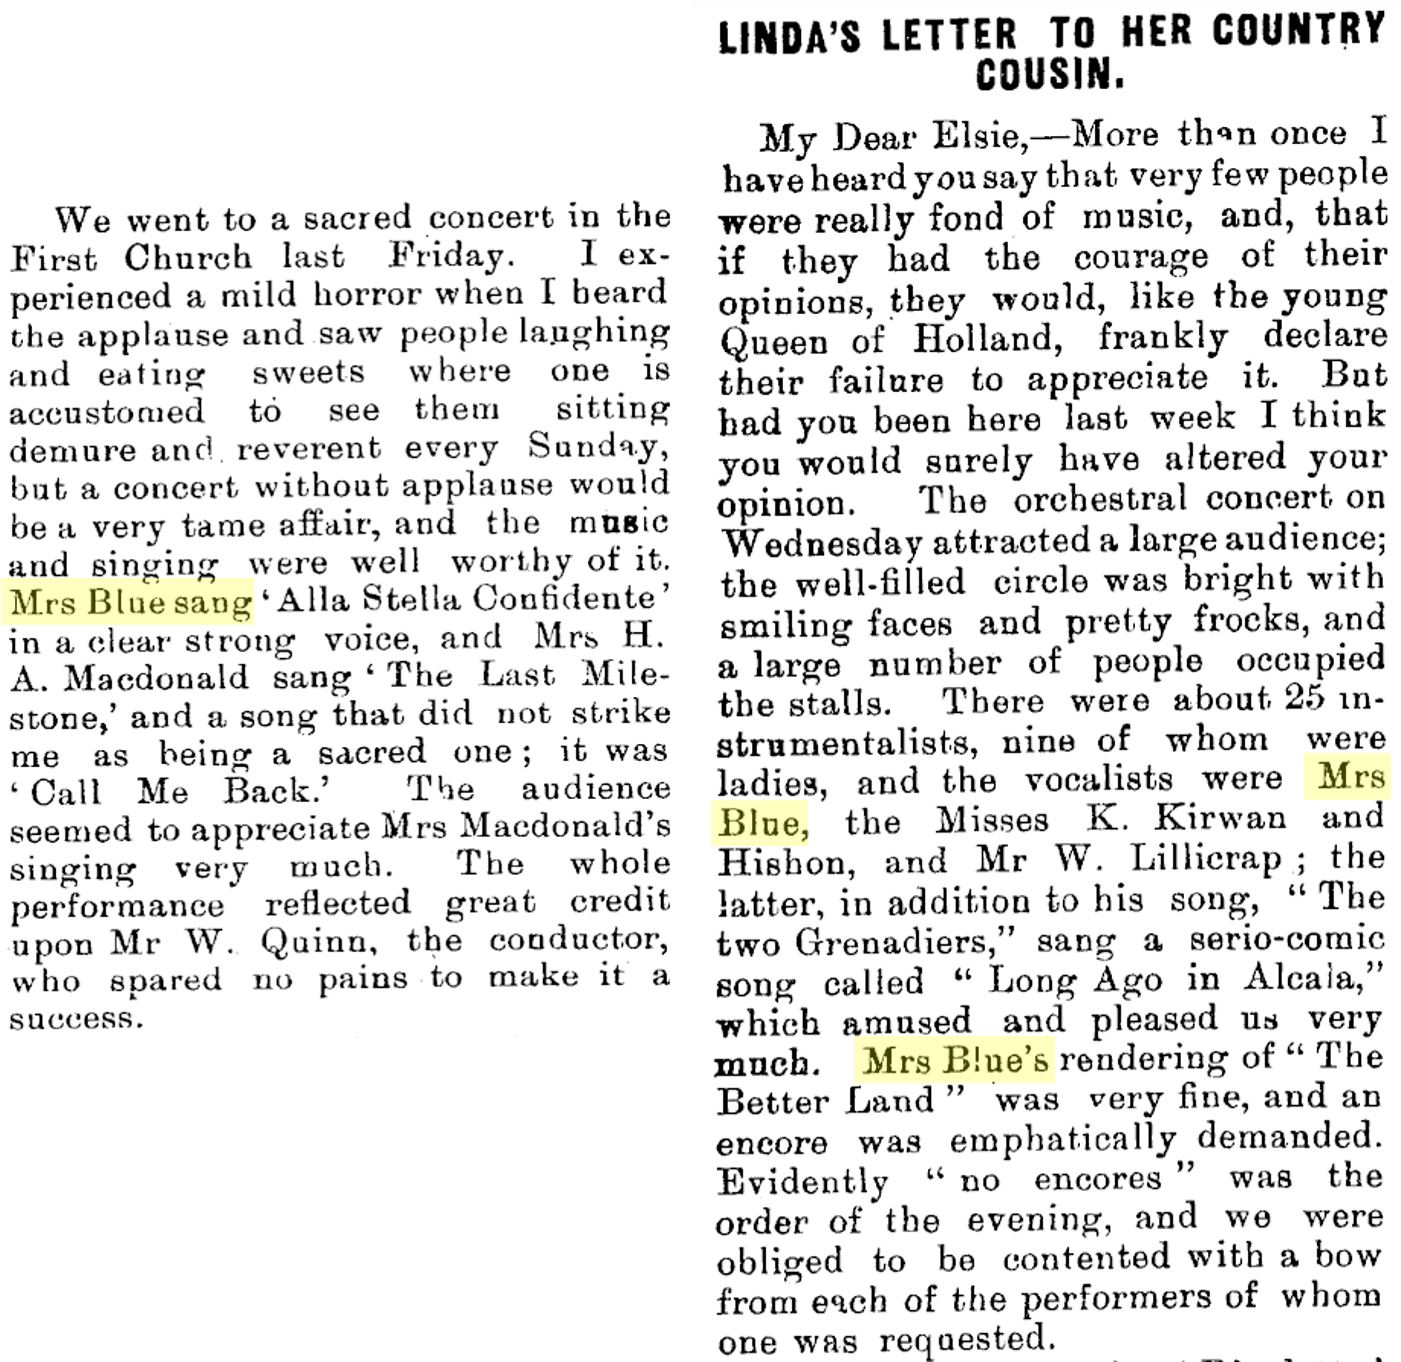 We went to a sacred concert in the
First Church last Friday. I ex-
perienced a mild horror when I heard
the applause and saw people laughing
and eating sweets where one is
accustomed to see them sitting
demure and reverent every Sunday,
but a concert without applause would
be a very tame affair, and the music
and singing were well worthy of it.
Mrs Blue sang ‘Alla Stella Confidente’
in a clear strong voice, and Mrs H.
A. Macdonald sang ‘The Last Mile-
stone,’ and a song that did not strike
me as being a sacred one; it was
‘Call Me Back.’ The audience
seemed to appreciate Mrs Macdonald’s
singing very much. The whole
performance reflected great credit
upon Mr W. Quinn, the conductor,
who spared no pains to make it a
success.
LINDA’S LETTER TO HER COUNTRY
COUSIN.
My Dear Elsie,—More than once I
have heard you say that very few people
were really fond of music, and, that
if they had the courage of their
opinions, they would, like the young
Queen of Holland, frankly declare
their failure to appreciate it. But
had you been here last week I think
you would surely have altered your
opinion. The orchestral concert on
Wednesday attracted a large audience;
the well-filled circle was bright with
smiling faces and pretty frocks, and
a large number of people occupied
the stalls. There were about 25 in-
strumentalists, nine of whom were
ladies, and the vocalists were Mrs
Blue, the Misses K. Kirwan and
Hishon, and Mr W. Lillicrap; the
latter, in addition to his song, “The
two Grenadiers,” sang a serio-comic
song called “Long Ago in Alcala,”
which amused and pleased us very
much. Mrs Blue’s rendering of “The
Better Land” was very fine, and an
encore was emphatically demanded.
Evidently “no encores” was the
order of the evening, and we were
obliged to be contented with a bow
from each of the performers of whom
one was requested.